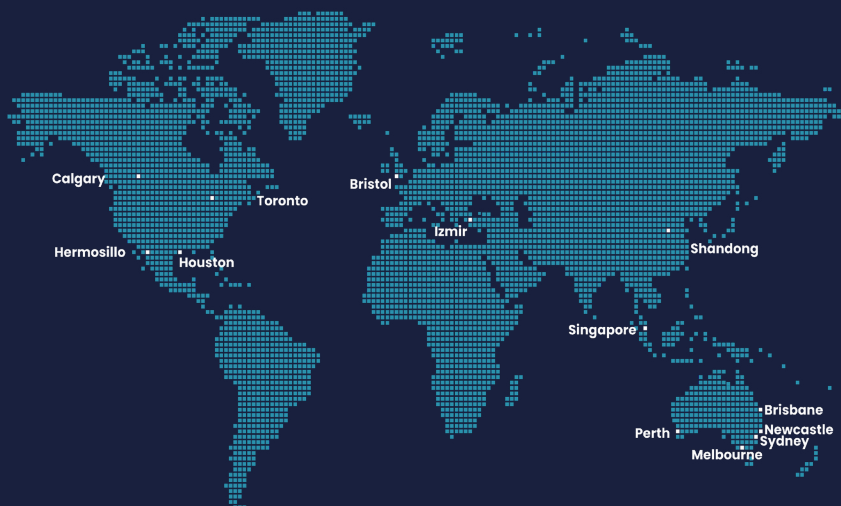 Calgary
Bristol
Toronto
Izmir
Hermosillo
Houston
Shandong
Singapore
Brisbane
Newcastle
Perth
Sydney
Melbourne